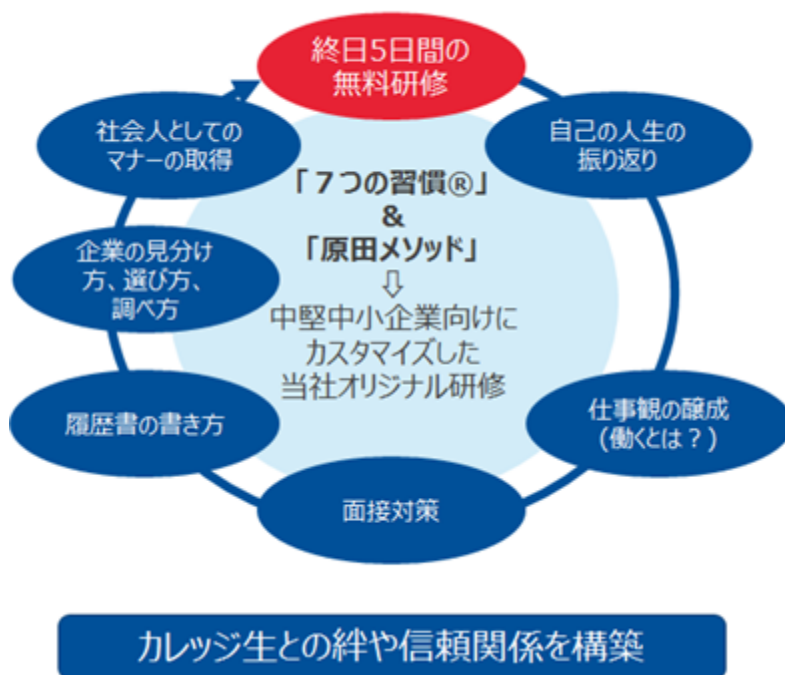 終日5日間の
無料研修
自己の人生の
振り返り
仕事観の醸成
(働くとは？)
面接対策
履歴書の書き方
企業の見分け
方、選び方、
調べ方
社会人としての
マナーの取得
「７つの習慣®」
&
「原田メソッド」
⇩
中堅中小企業向けに
カスタマイズした
当社オリジナル研修
カレッジ生との絆や信頼関係を構築